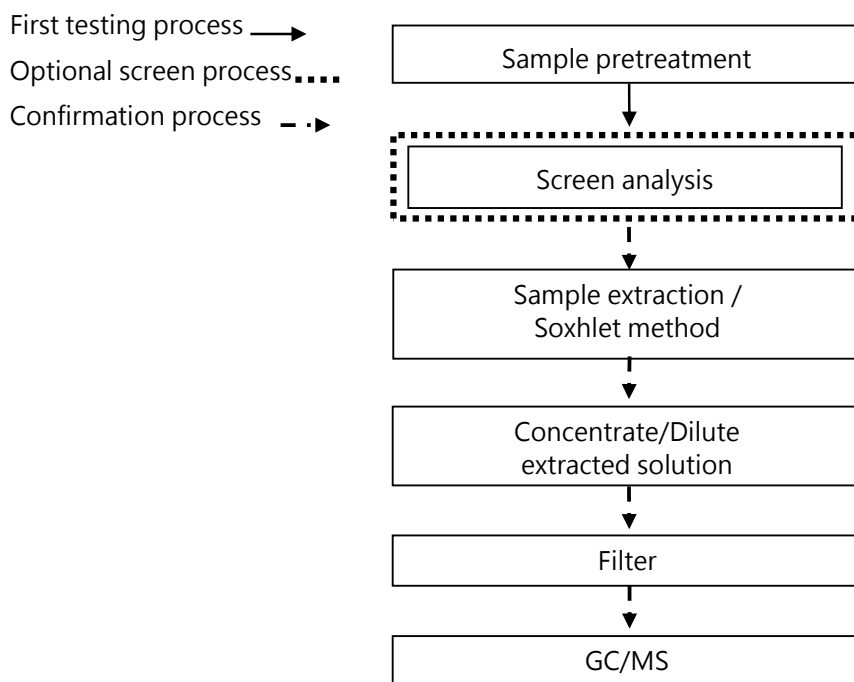 First testing process
Optional screen process
Confirmation process
Sample pretreatment
Screen analysis
Sample extraction /
Soxhlet method
Concentrate/Dilute
extracted solution
Filter
GC/MS